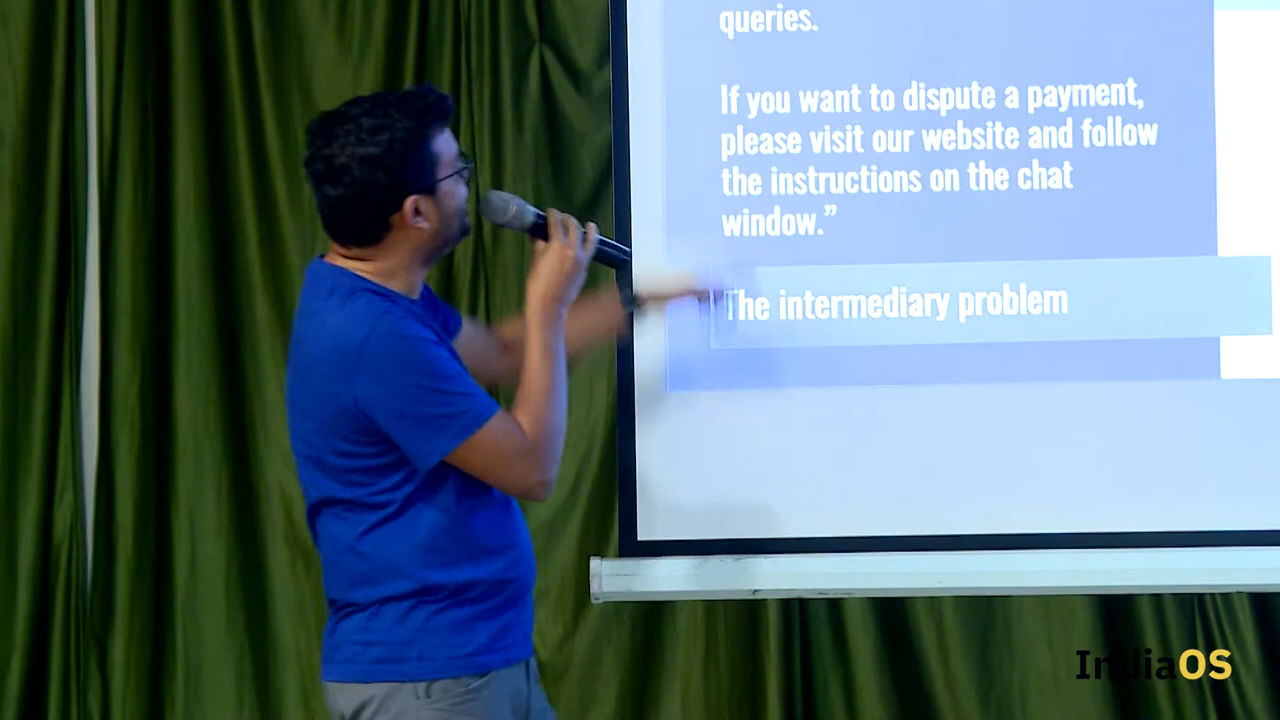 queries.
If you want to dispute a payment,
please visit our website and follow
the instructions on the chat
window.”
The intermediary problem
IndiaOS